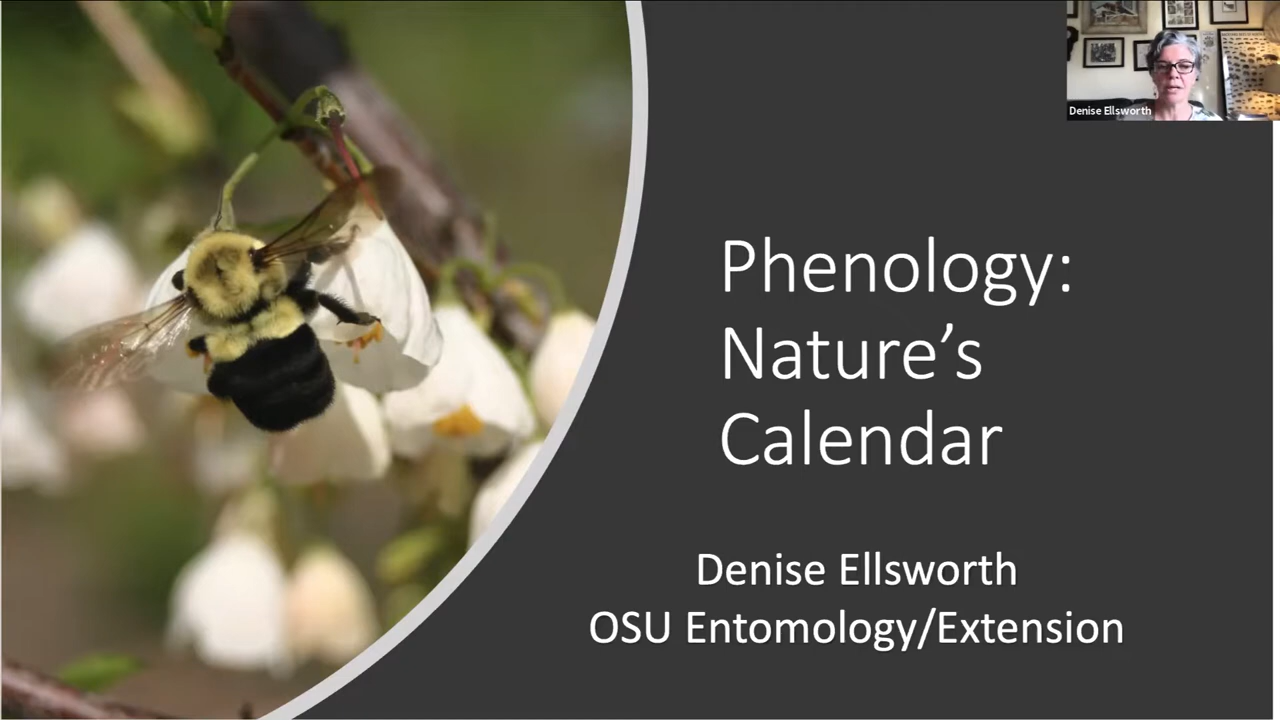 Denise Ellsworth
Phenology:
Nature’s
Calendar
Denise Ellsworth
OSU Entomology/Extension